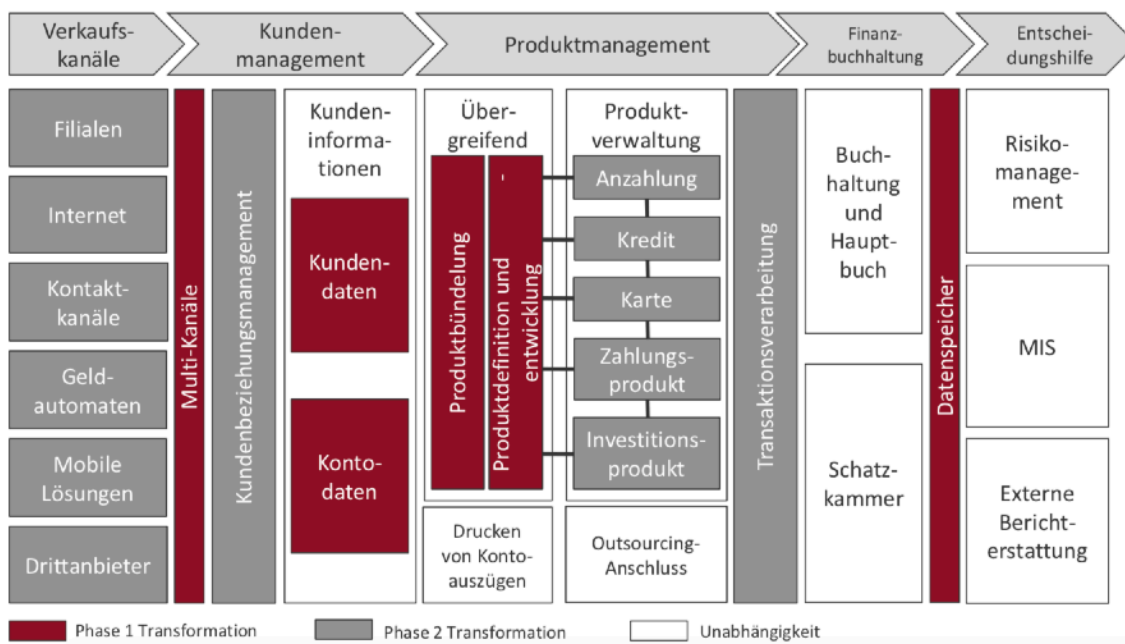 Verkaufs-
kanäle
Kunden-
management
Produktmanagement
Finanz-
buchhaltung
Entschei-
dungshilfe
Filialen
Internet
Kontakt-
kanäle
Geld-
automaten
Mobile
Lösungen
Drittanbieter
Multi-Kanäle
Kundenbeziehungsmanagement
Kunden-
informa-
tionen
Kunden-
daten
Konto-
daten
Über-
greifend
Produktbündelung
Produktdefinition und -
entwicklung
Drucken
von Konto-
auszügen
Produkt-
verwaltung
Anzahlung
Kredit
Karte
Zahlungs-
produkt
Investitions-
produkt
Outsourcing-
Anschluss
Transaktionsverarbeitung
Buch-
haltung
und
Haupt-
buch
Schatz-
kammer
Datenspeicher
Risiko-
manage-
ment
MIS
Externe
Bericht-
erstattung
Phase 1 Transformation
Phase 2 Transformation
Unabhängigkeit